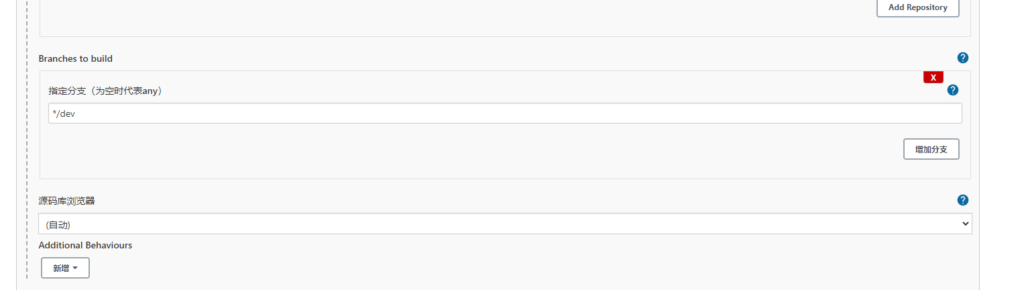 Add Repository
Branches to build
X
指定分支（为空时代表any）
*/dev
增加分支
源码库浏览器
(自动)
Additional Behaviours
新增